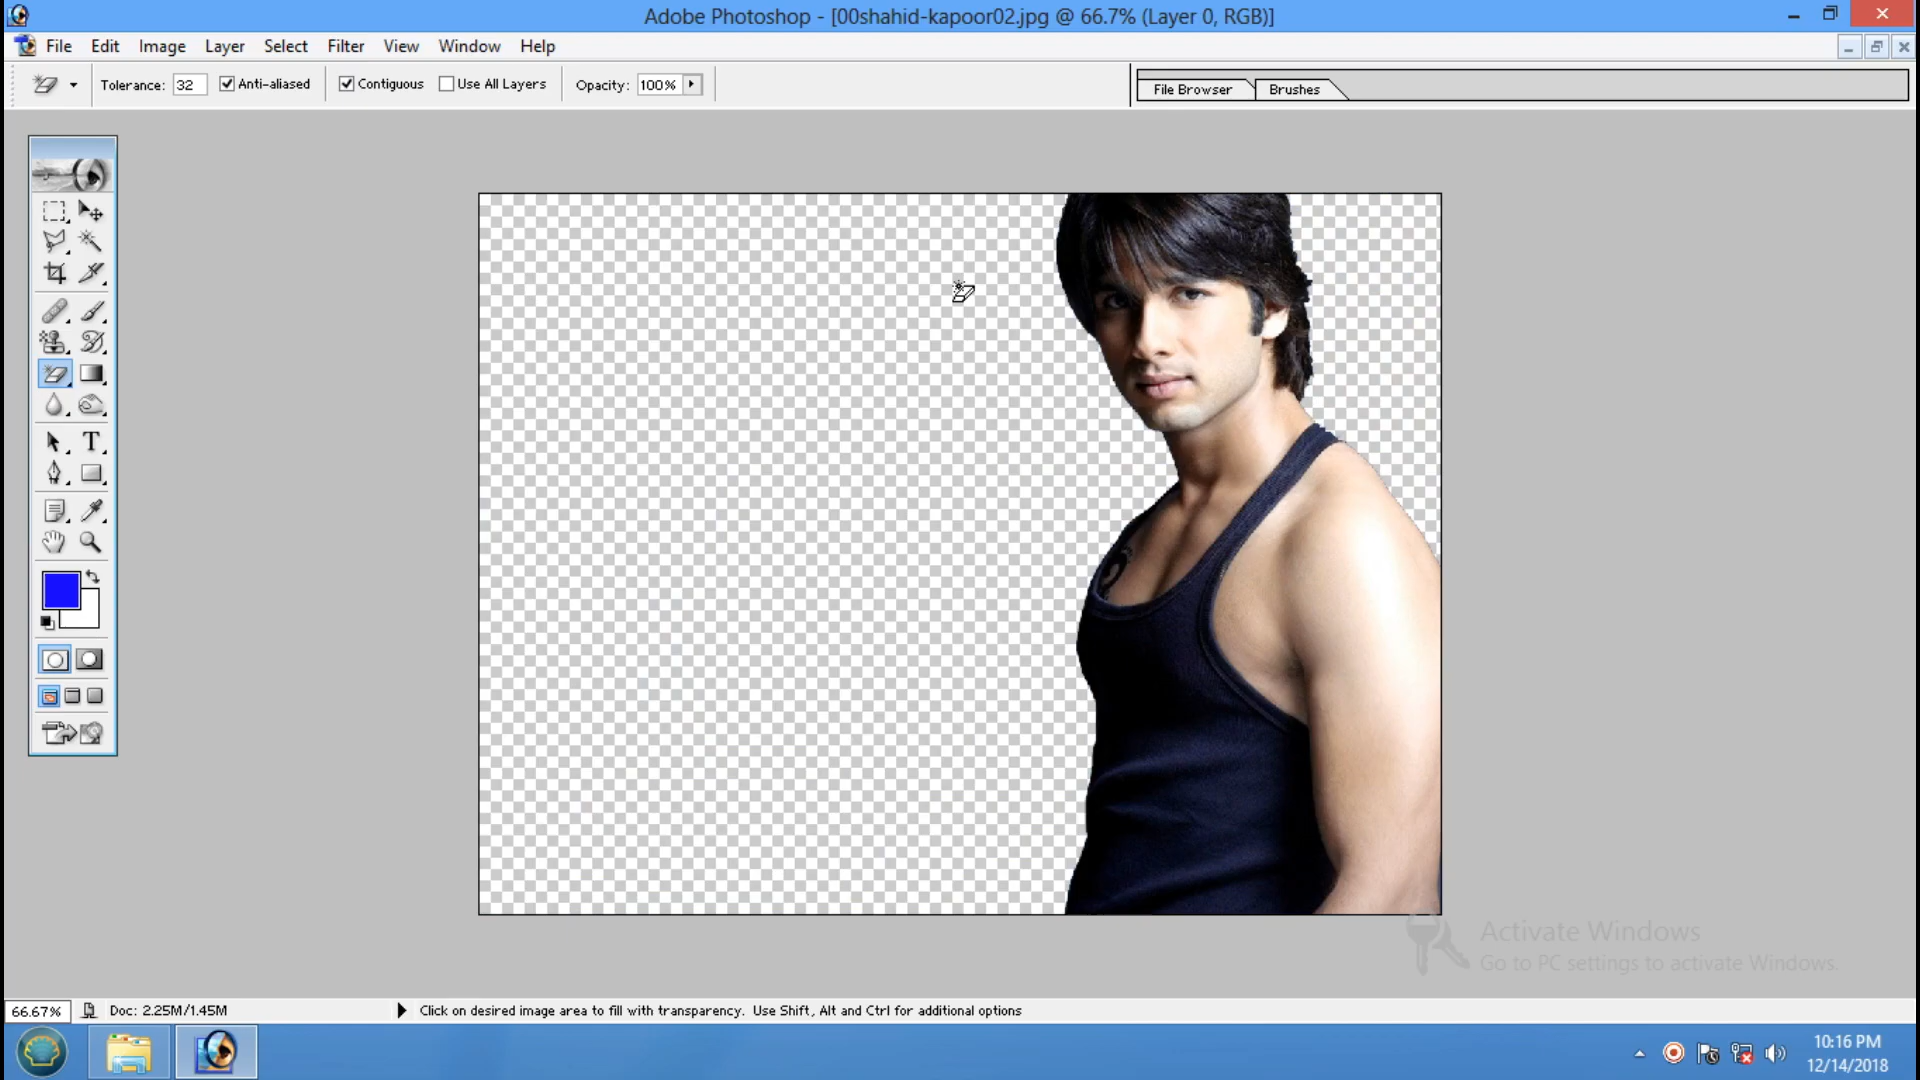 Adobe Photoshop - [00shahid-kapoor02.jpg @ 66.7% (Layer 0, RGB)]
File Edit Image Layer Select Filter View Window Help
Tolerance: 32 Anti-aliased Contiguous Use All Layers Opacity: 100% File Browser Brushes
T
Activate Windows
Go to PC settings to activate Windows.
66.67% Doc: 2.25M/1.45M Click on desired image area to fill with transparency. Use Shift, Alt and Ctrl for additional options
10:16 PM
12/14/2018